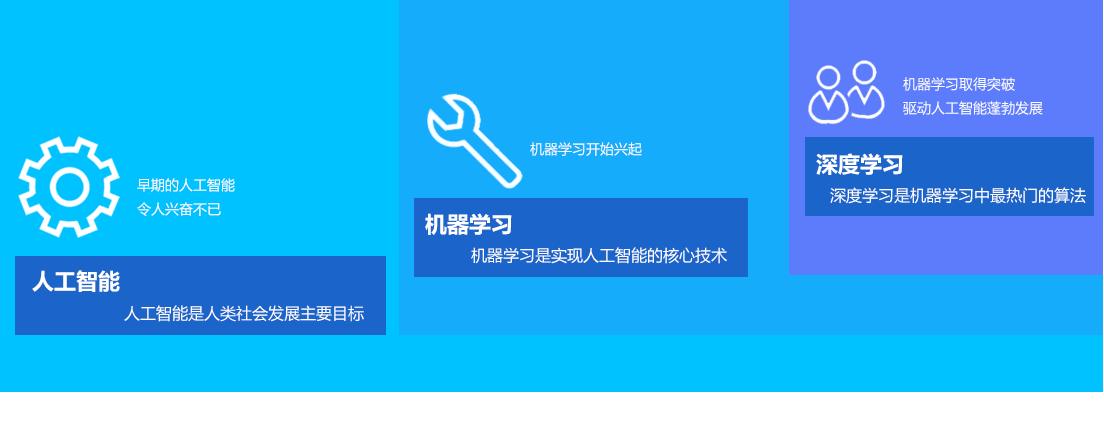 早期的人工智能
令人兴奋不已
人工智能
人工智能是人类社会发展主要目标
机器学习开始兴起
机器学习
机器学习是实现人工智能的核心技术
机器学习取得突破
驱动人工智能蓬勃发展
深度学习
深度学习是机器学习中最热门的算法